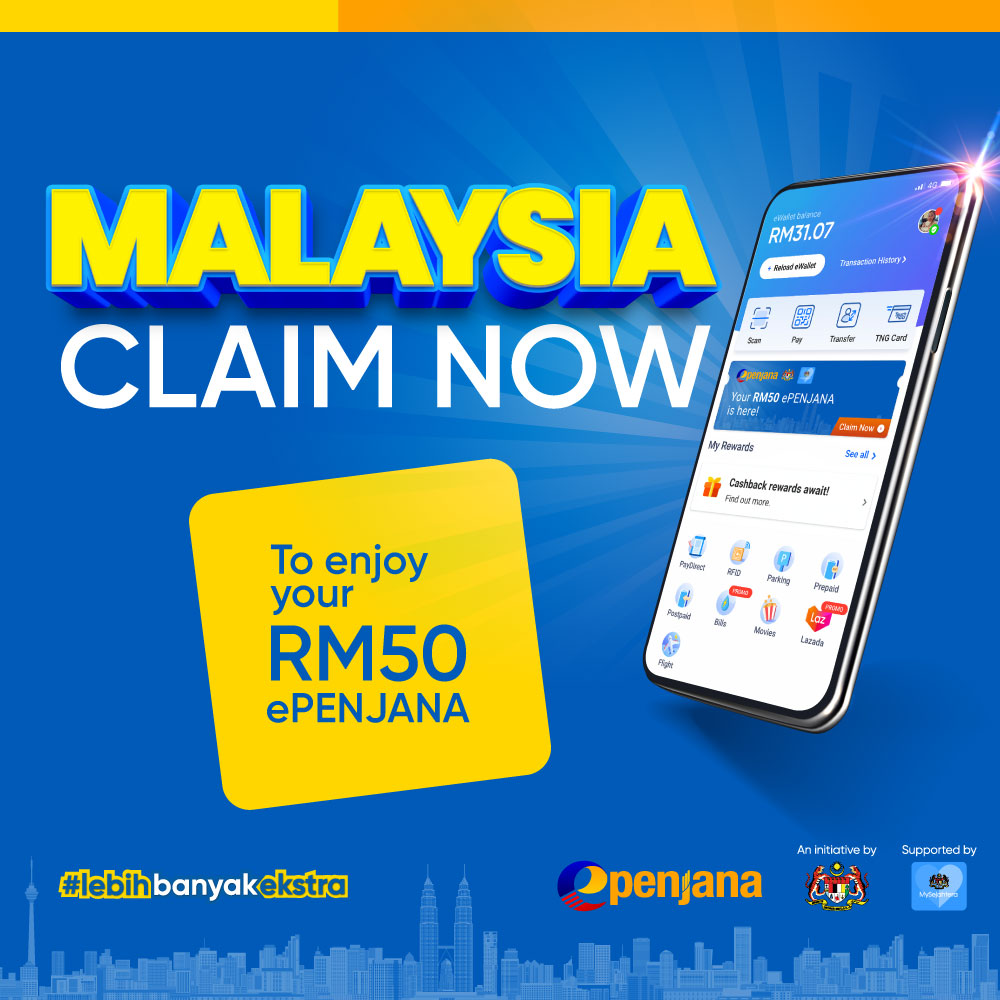 MALAYSIA
CLAIM NOW
4G
eWallet balance
RM31.07
+ Reload eWallet
Transaction History >
Scan
Pay
Transfer
TNG Card
penjana
Your RM50 ePENJANA
is here!
Claim Now
My Rewards
See all >
Cashback rewards await!
Find out more.
PayDirect
RFID
Parking
Prepaid
Postpaid
PROMO
Bills
Movies
PROMO
Laz
Lazada
Flight
To enjoy
your
RM50
ePENJANA
#lebihbanyakekstra
penjana
An initiative by
Supported by
MySejahtera